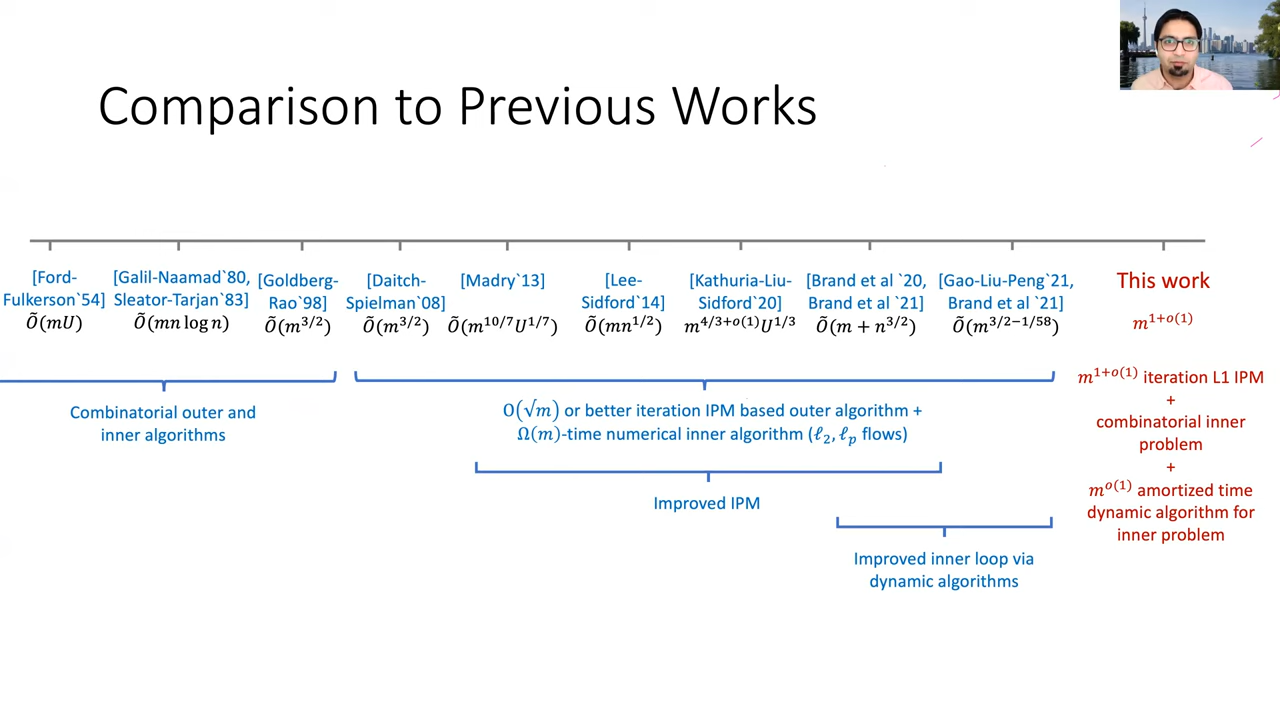 Comparison to Previous Works
[Ford-
Fulkerson`54]
Õ(mU)
[Galil-Naamad`80,
Sleator-Tarjan`83]
Õ(mn log n)
[Goldberg-
Rao`98]
Õ(m^{3/2})
[Daitch-
Spielman`08]
Õ(m^{3/2})
[Madry`13]
Õ(m^{10/7}U^{1/7})
[Lee-
Sidford`14]
Õ(mn^{1/2})
[Kathuria-Liu-
Sidford`20]
m^{4/3+o(1)}U^{1/3}
[Brand et al `20,
Brand et al `21]
Õ(m + n^{3/2})
[Gao-Liu-Peng`21,
Brand et al `21]
Õ(m^{3/2−1/58})
This work
m^{1+o(1)}
Combinatorial outer and
inner algorithms
O(√m) or better iteration IPM based outer algorithm +
Ω(m)-time numerical inner algorithm (ℓ_2, ℓ_p flows)
Improved IPM
Improved inner loop via
dynamic algorithms
m^{1+o(1)} iteration L1 IPM
+
combinatorial inner
problem
+
m^{o(1)} amortized time
dynamic algorithm for
inner problem